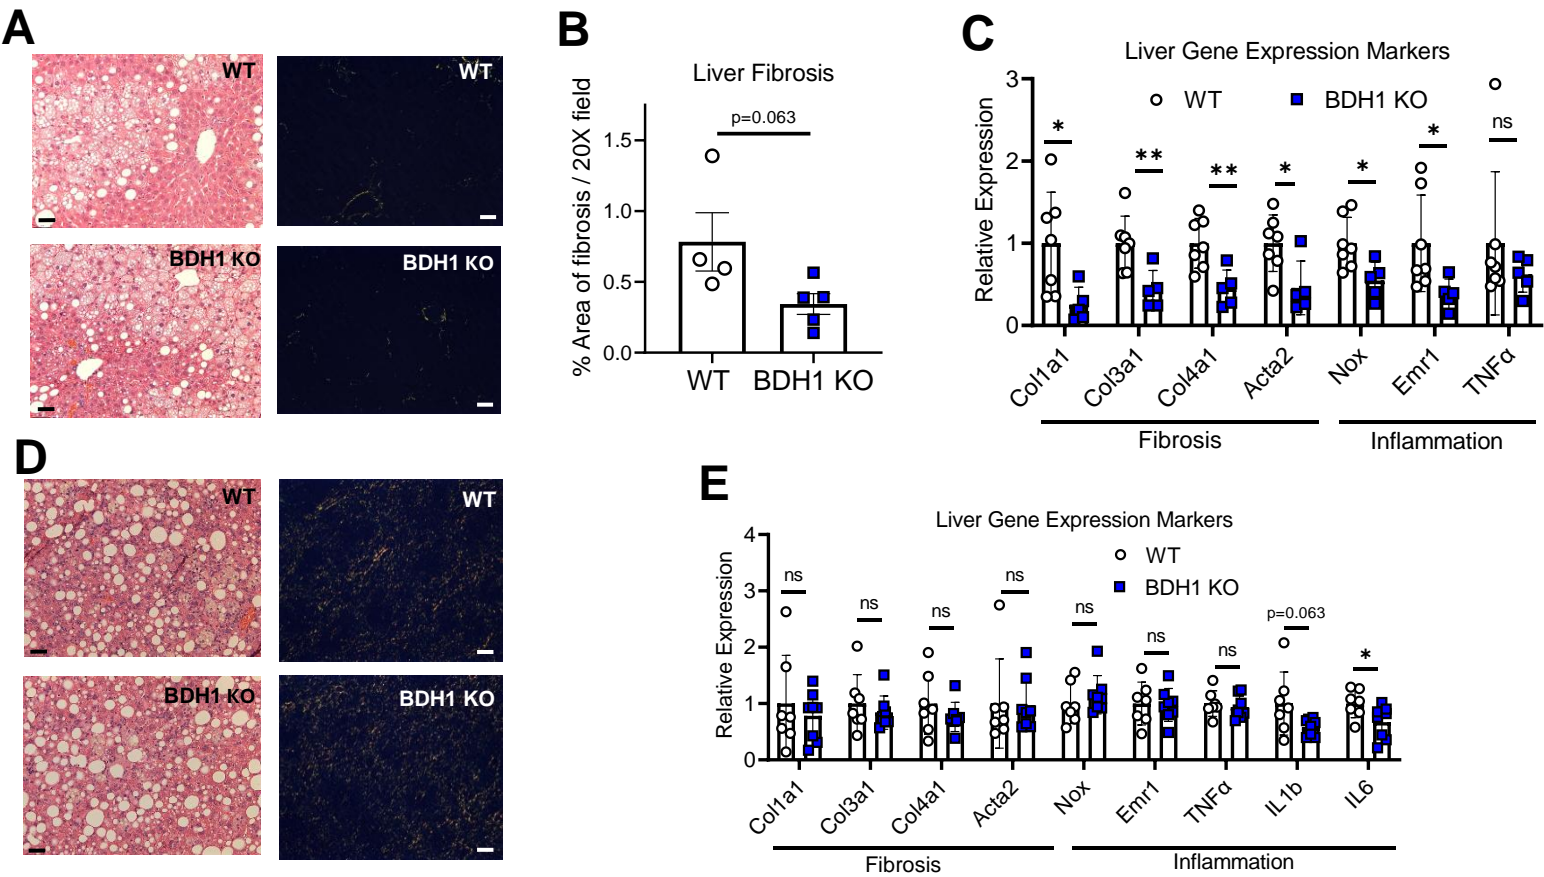 A
WT
WT
BDH1 KO
BDH1 KO
B
Liver Fibrosis
% Area of fibrosis / 20X field
p=0.063
1.5
1.0
0.5
0.0
WT
BDH1 KO
C
Liver Gene Expression Markers
WT
BDH1 KO
Relative Expression
3
2
1
0
*
**
**
*
*
*
ns
Col1a1
Col3a1
Col4a1
Acta2
Nox
Emr1
TNFα
Fibrosis
Inflammation
D
WT
WT
BDH1 KO
BDH1 KO
E
Liver Gene Expression Markers
WT
BDH1 KO
Relative Expression
4
3
2
1
0
ns
ns
ns
ns
ns
ns
ns
p=0.063
*
Col1a1
Col3a1
Col4a1
Acta2
Nox
Emr1
TNFα
IL1b
IL6
Fibrosis
Inflammation